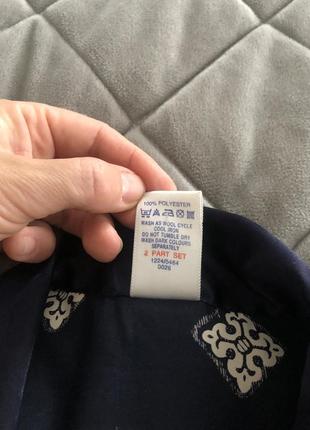 100% POLYESTER
WASH AS WOOL CYCLE
COOL IRON
DO NOT TUMBLE DRY
WASH DARK COLOURS
SEPARATELY
2 PART SET
1224/5464
0026